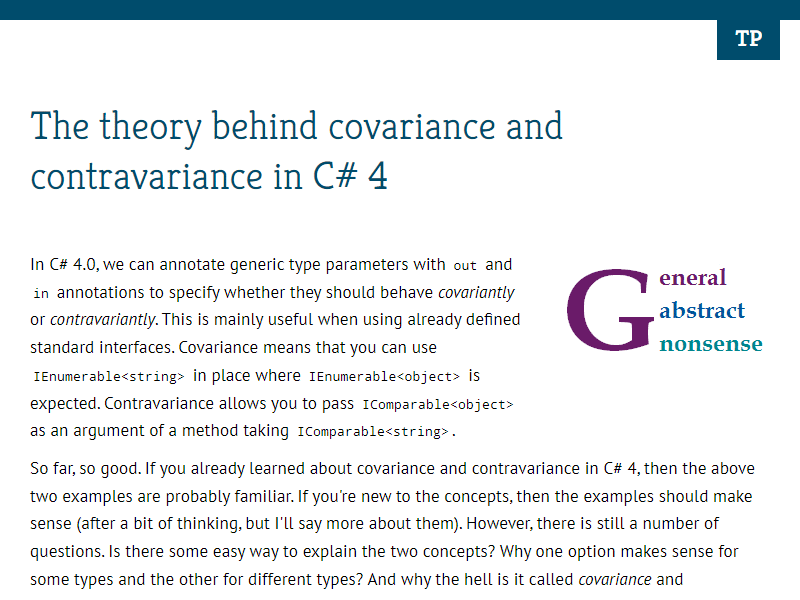 TP
The theory behind covariance and
contravariance in C# 4
In C# 4.0, we can annotate generic type parameters with out and
in annotations to specify whether they should behave covariantly
or contravariantly. This is mainly useful when using already defined
standard interfaces. Covariance means that you can use
IEnumerable<string> in place where IEnumerable<object> is
expected. Contravariance allows you to pass IComparable<object>
as an argument of a method taking IComparable<string>.
General
abstract
nonsense
So far, so good. If you already learned about covariance and contravariance in C# 4, then the above
two examples are probably familiar. If you're new to the concepts, then the examples should make
sense (after a bit of thinking, but I'll say more about them). However, there is still a number of
questions. Is there some easy way to explain the two concepts? Why one option makes sense for
some types and the other for different types? And why the hell is it called covariance and